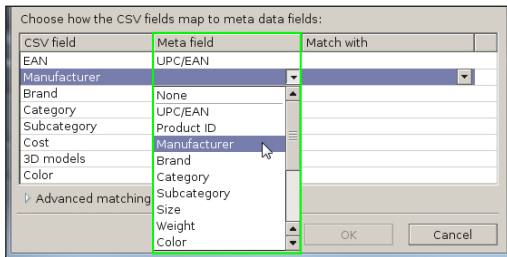 Choose how the CSV fields map to meta data fields:
CSV field Meta field Match with
EAN UPC/EAN
Manufacturer
Brand None
Category UPC/EAN
Subcategory Product ID
Cost Manufacturer
3D models Brand
Color Category
Advanced matching Subcategory
Size
Weight
Color
OK Cancel